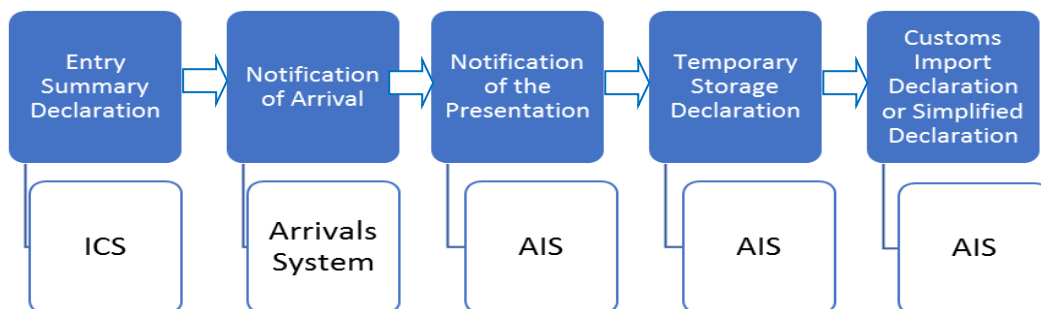 Entry
Summary
Declaration
Notification
of Arrival
Notification
of the
Presentation
Temporary
Storage
Declaration
Customs
Import
Declaration
or Simplified
Declaration
ICS
Arrivals
System
AIS
AIS
AIS